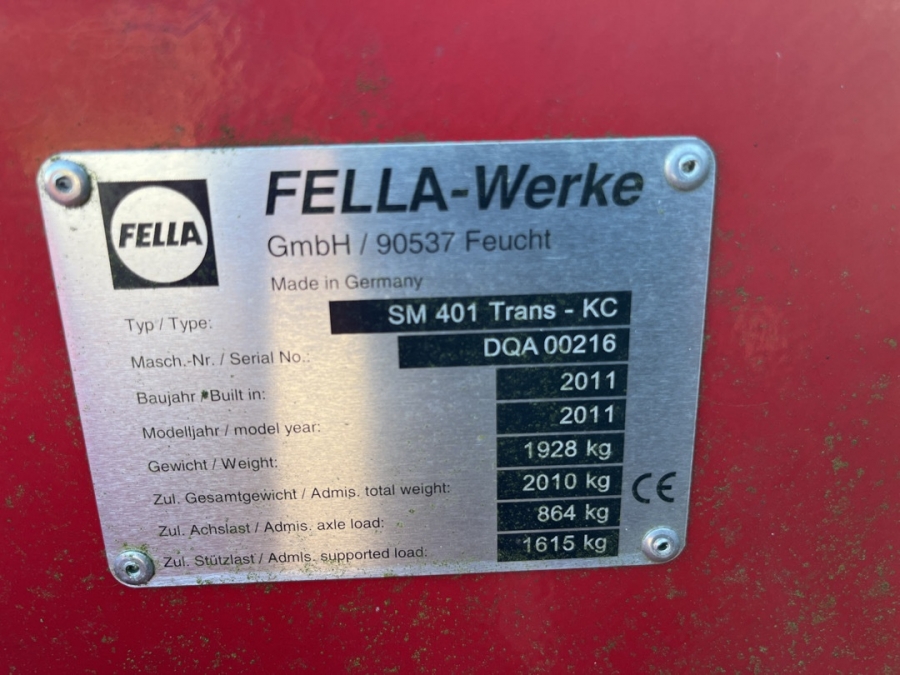 FELLA
FELLA-Werke
GmbH / 90537 Feucht
Made in Germany
Typ / Type: SM 401 Trans - KC
Masch.-Nr. / Serial No.: DQA 00216
Baujahr / Built in: 2011
Modelljahr / model year: 2011
Gewicht / Weight: 1928 kg
Zul. Gesamtgewicht / Admis. total weight: 2010 kg
Zul. Achslast / Admis. axle load: 864 kg
Zul. Stützlast / Admis. supported load: 1615 kg
CE